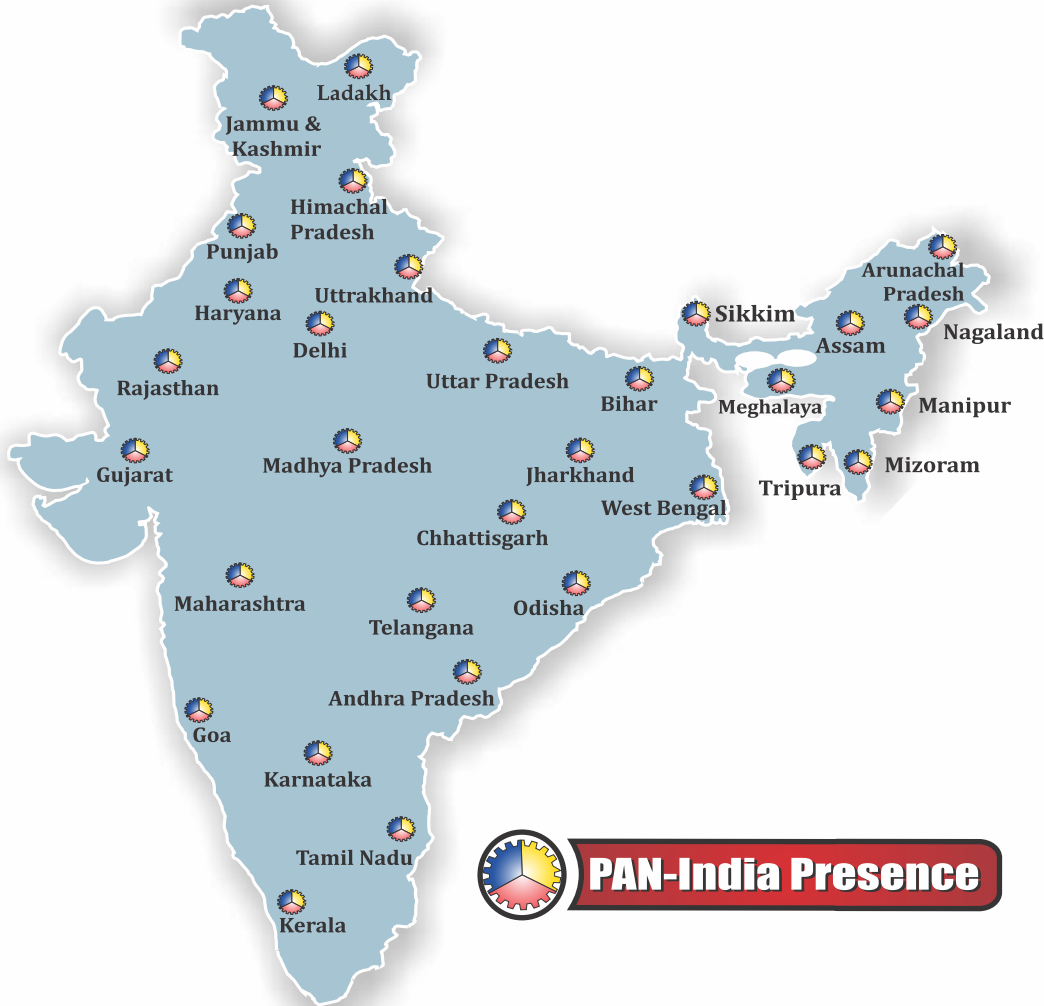 Ladakh
Jammu &
Kashmir
Himachal
Pradesh
Punjab
Uttrakhand
Haryana
Delhi
Rajasthan
Uttar Pradesh
Bihar
Sikkim
Arunachal
Pradesh
Nagaland
Assam
Meghalaya
Manipur
Gujarat
Madhya Pradesh
Jharkhand
Mizoram
Tripura
West Bengal
Chhattisgarh
Maharashtra
Odisha
Telangana
Andhra Pradesh
Goa
Karnataka
Tamil Nadu
Kerala
PAN-India Presence